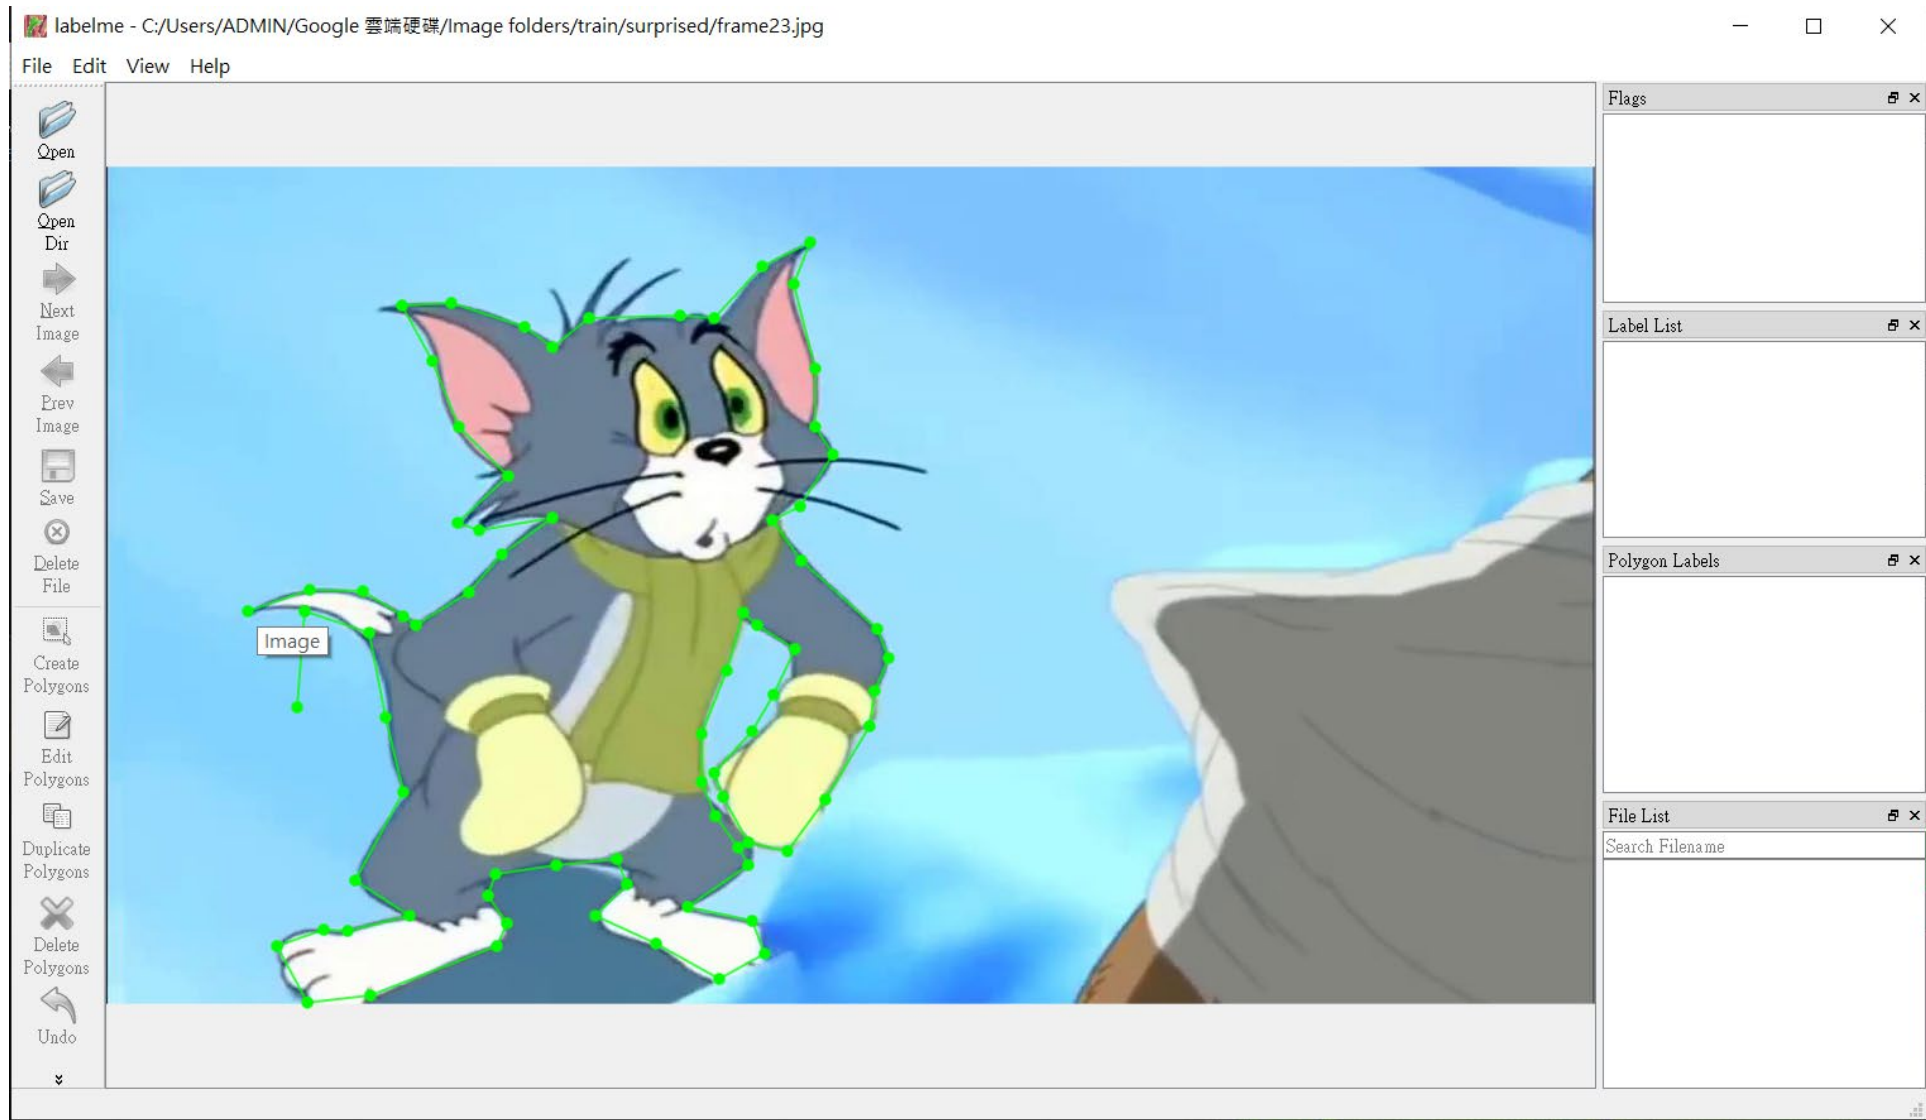 labelme - C:/Users/ADMIN/Google 雲端硬碟/Image folders/train/surprised/frame23.jpg
File Edit View Help
Open
Open
Dir
Next
Image
Prev
Image
Save
Delete
File
Create
Polygons
Edit
Polygons
Duplicate
Polygons
Delete
Polygons
Undo
Image
Flags
Label List
Polygon Labels
File List
Search Filename